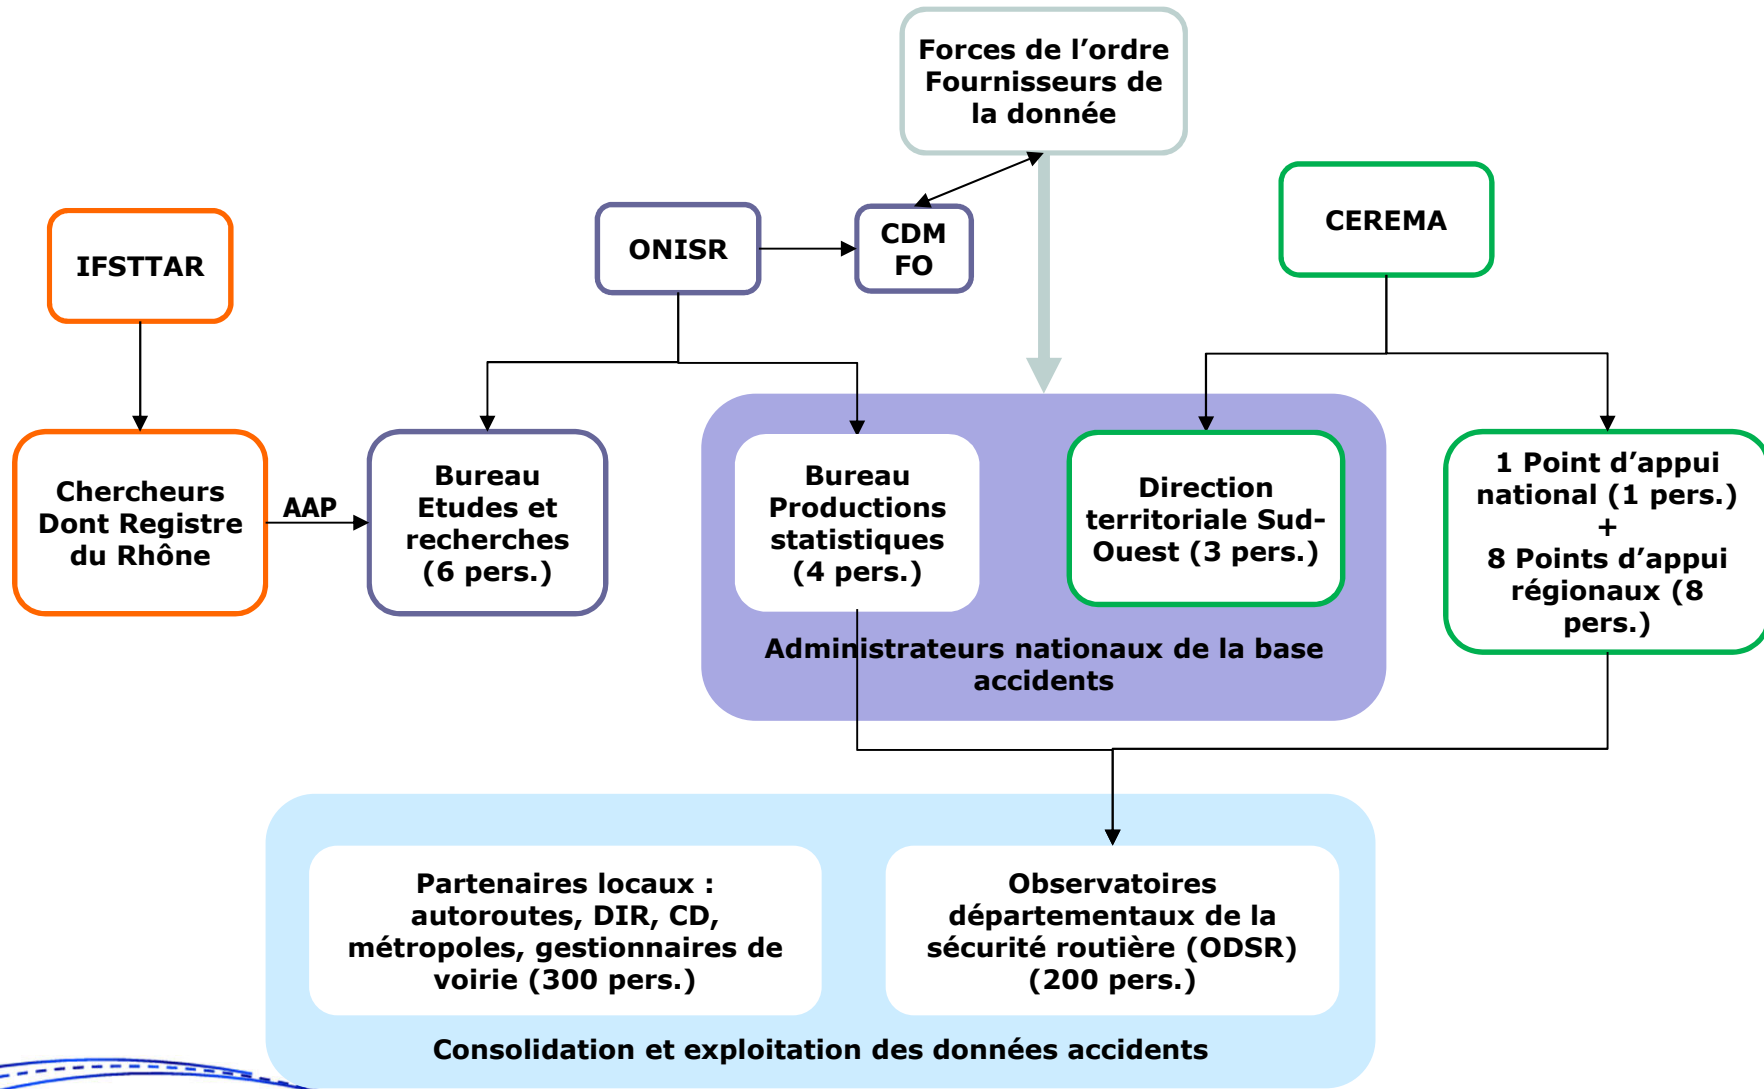 Forces de l’ordre
Fournisseurs de
la donnée
IFSTTAR
ONISR
CDM
FO
CEREMA
Chercheurs
Dont Registre
du Rhône
AAP
Bureau
Etudes et
recherches
(6 pers.)
Bureau
Productions
statistiques
(4 pers.)
Direction
territoriale Sud-
Ouest (3 pers.)
1 Point d’appui
national (1 pers.)
+
8 Points d’appui
régionaux (8
pers.)
Administrateurs nationaux de la base
accidents
Partenaires locaux :
autoroutes, DIR, CD,
métropoles, gestionnaires de
voirie (300 pers.)
Observatoires
départementaux de la
sécurité routière (ODSR)
(200 pers.)
Consolidation et exploitation des données accidents